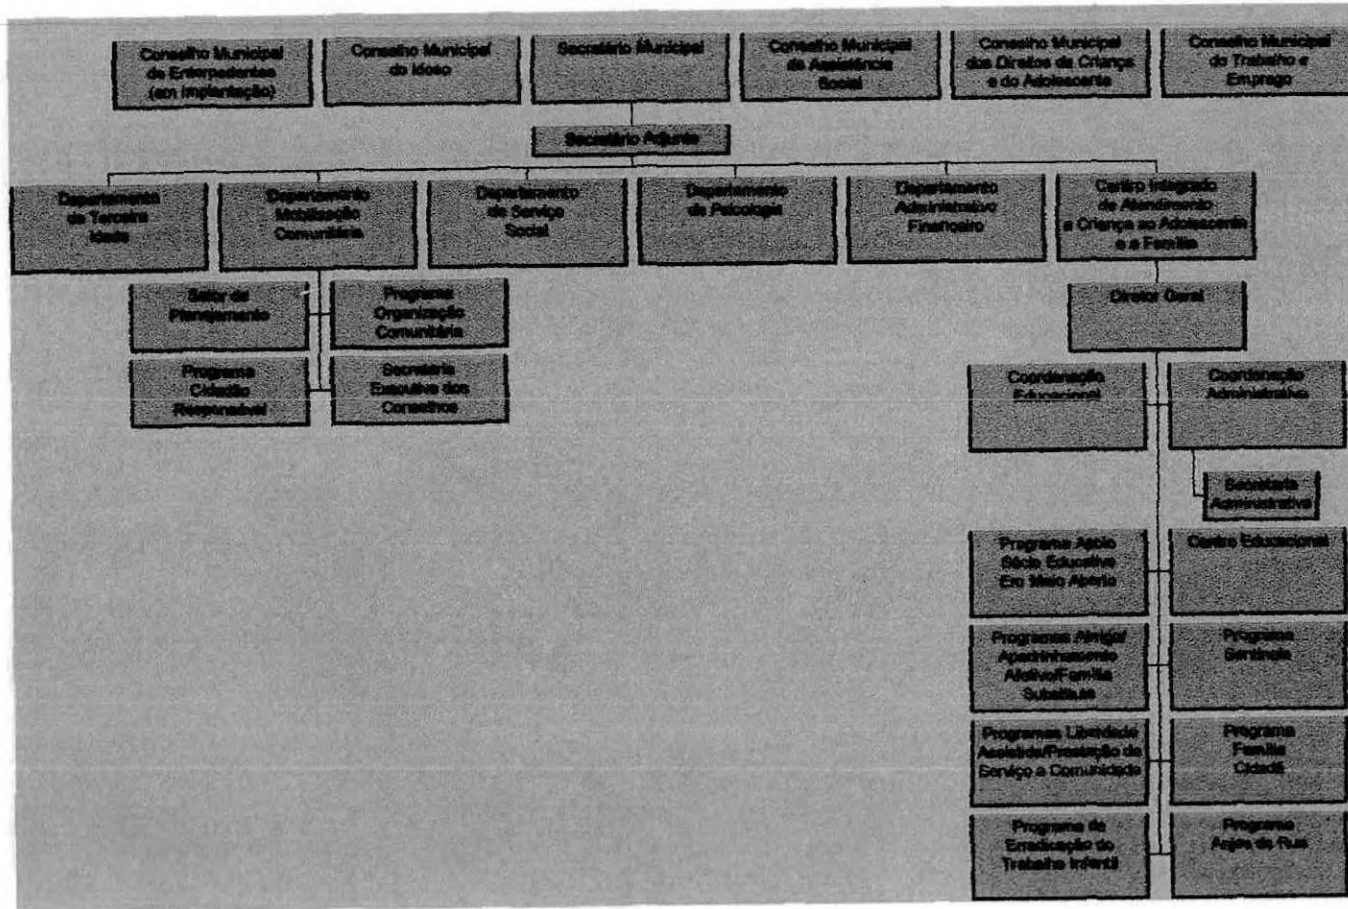 Conselho Municipal
de Entorpedentes
(em implantação)
Conselho Municipal
do Idoso
Secretário Municipal
Conselho Municipal
de Assistência
Social
Conselho Municipal
dos Direitos da Criança
e do Adolescente
Conselho Municipal
do Trabalho e
Emprego
Secretário Adjunto
Departamento
da Terceira
Idade
Departamento
Mobilização
Comunitária
Departamento
de Serviço
Social
Departamento
de Psicologia
Departamento
Administrativo
Financeiro
Centro Integrado
de Atendimento
a Criança ao Adolescente
e a Família
Setor de
Planejamento
Programa
Organização
Comunitária
Programa
Cidadão
Responsável
Secretaria
Executiva dos
Conselhos
Diretor Geral
Coordenação
Educacional
Coordenação
Administrativa
Secretaria
Administrativa
Programa Apoio
Sócio Educativo
Em Meio Aberto
Centro Educacional
Programas Abrigo/
Apadrinhamento
Afetivo/Família
Substituta
Programa
Sentinela
Programas Liberdade
Assistida/Prestação de
Serviço a Comunidade
Programa
Família
Cidadã
Programa de
Erradicação do
Trabalho Infantil
Programa
Anjos da Rua